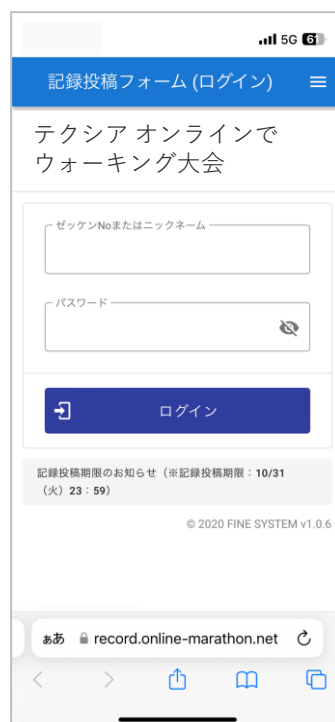 5G 61
記録投稿フォーム (ログイン)
テクシア オンラインで
ウォーキング大会
ゼッケンNoまたはニックネーム
パスワード
ログイン
記録投稿期限のお知らせ（※記録投稿期限：10/31
（火）23：59）
© 2020 FINE SYSTEM v1.0.6
ぁあ record.online-marathon.net